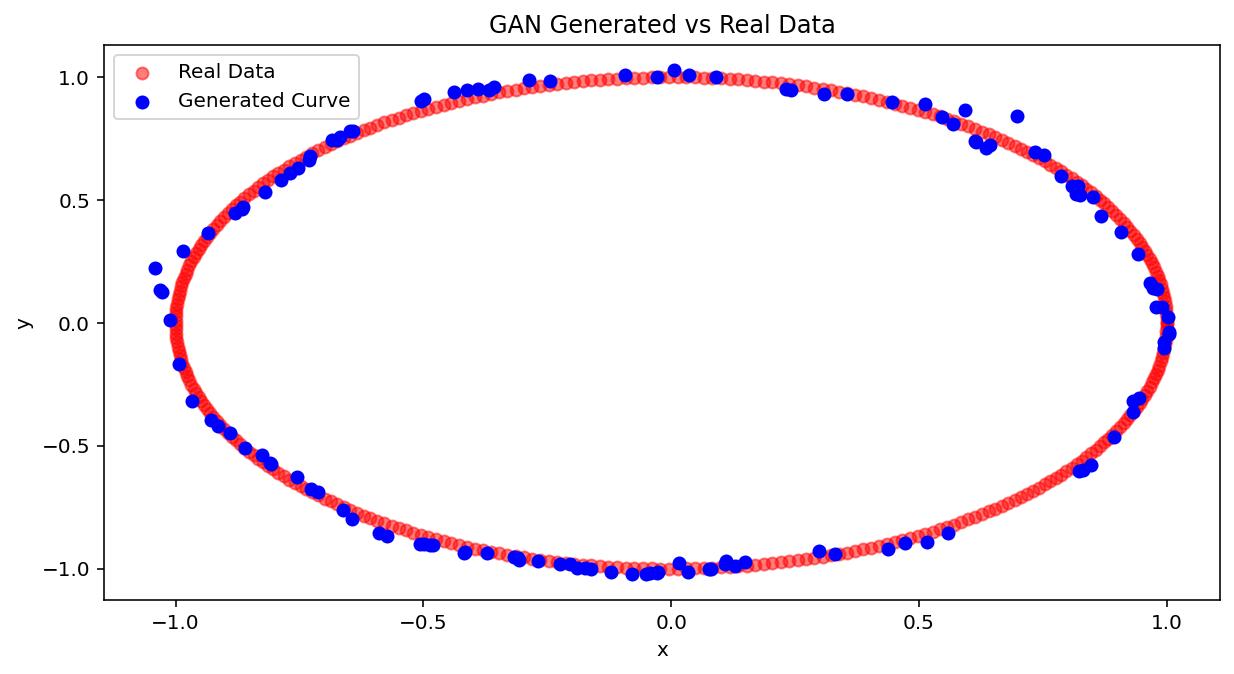 GAN Generated vs Real Data
Real Data
Generated Curve
y
1.0
0.5
0.0
−0.5
−1.0
−1.0 −0.5 0.0 0.5 1.0
x